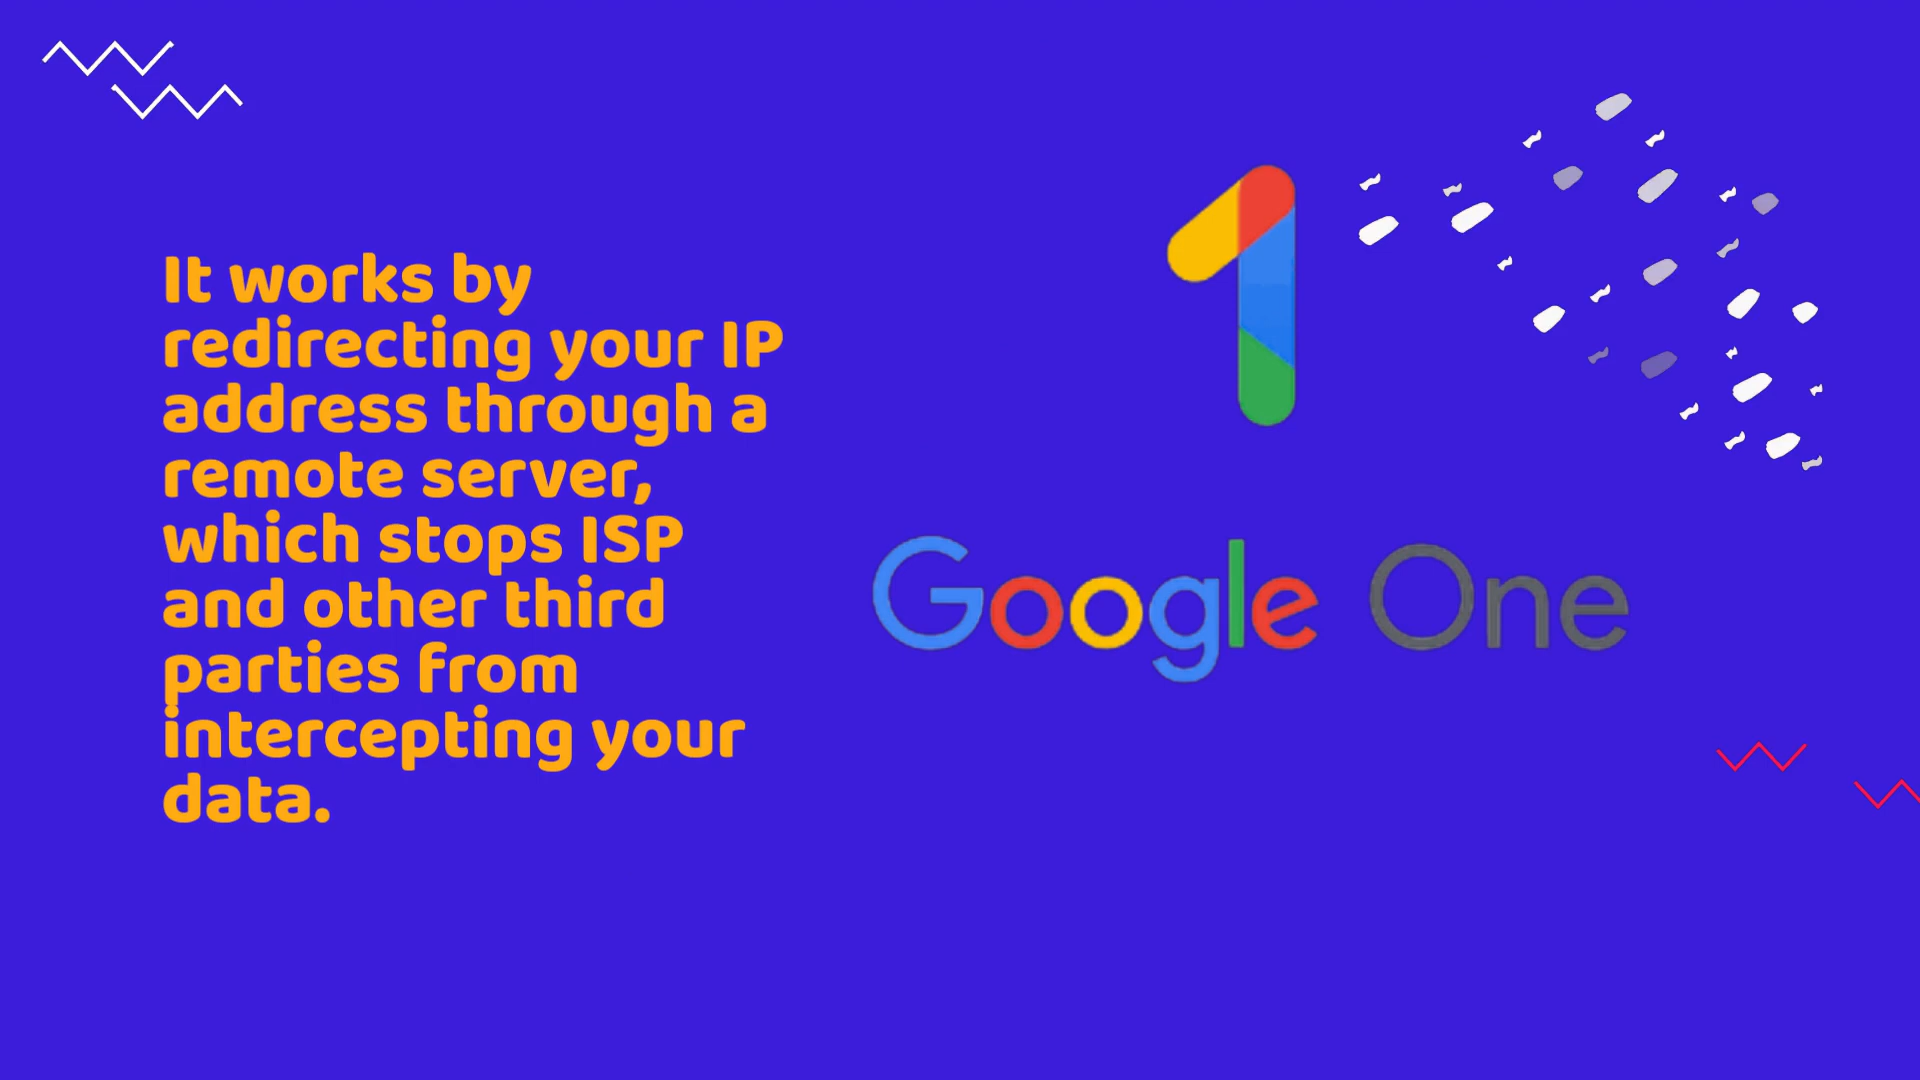 It works by
redirecting your IP
address through a
remote server,
which stops ISP
and other third
parties from
intercepting your
data.
1
Google One